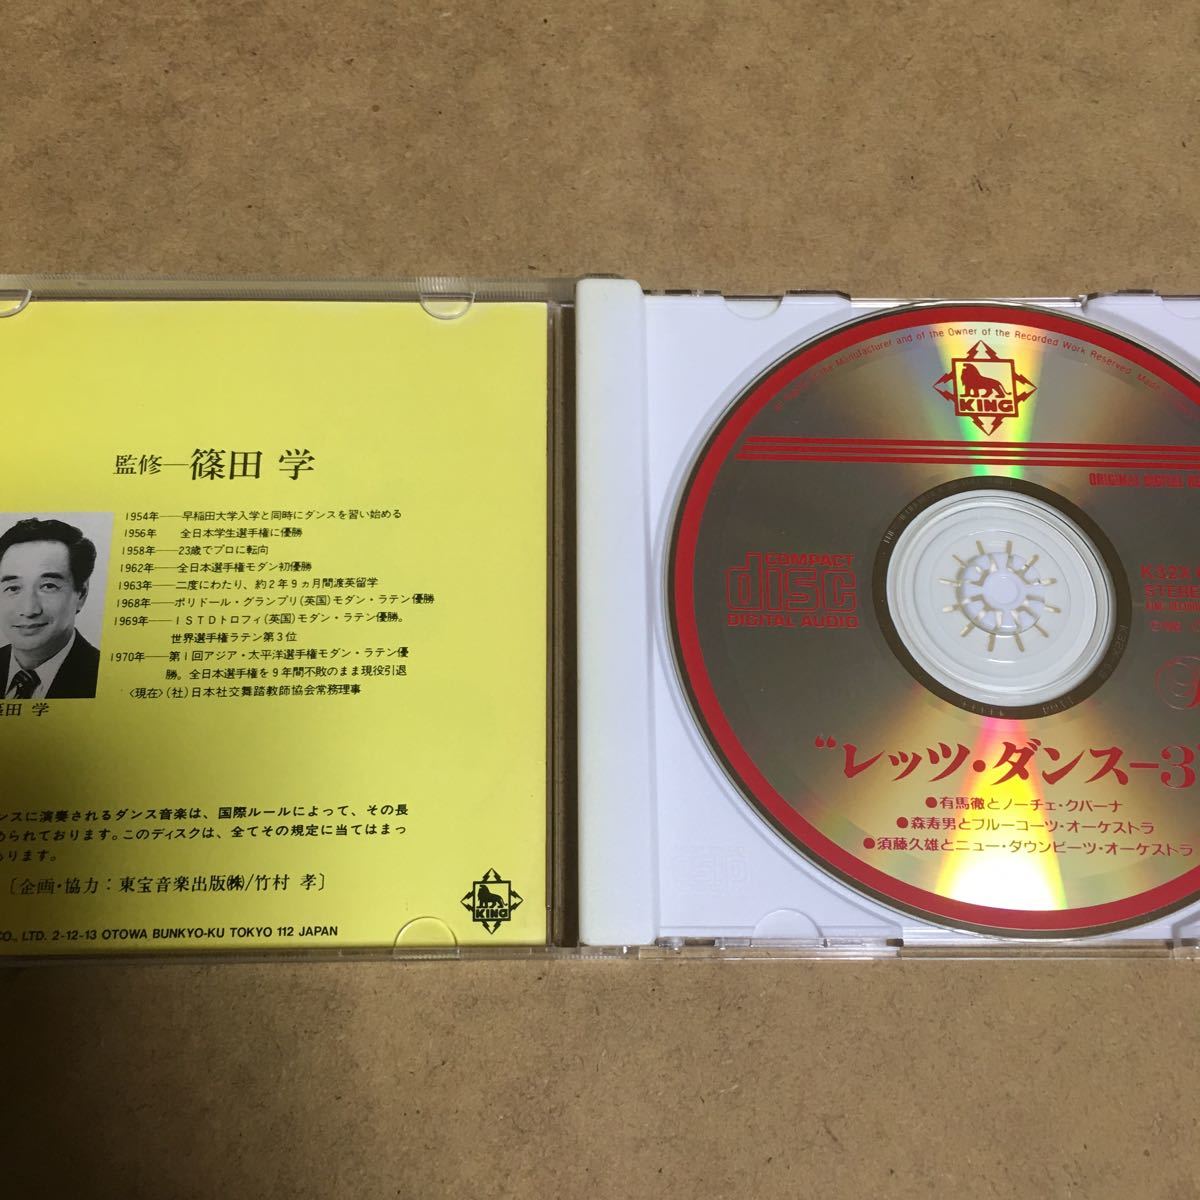 監修―篠田 学
1954年――早稲田大学入学と同時にダンスを習い始める
1956年 全日本学生選手権に優勝
1958年――23歳でプロに転向
1962年――全日本選手権モダン初優勝
1963年――二度にわたり、約2年9ヵ月間渡英留学
1968年――ポリドール・グランプリ(英国)モダン・ラテン優勝
1969年――ISTDトロフィ(英国)モダン・ラテン優勝。
世界選手権ラテン第3位
1970年――第1回アジア・太平洋選手権モダン・ラテン優
勝。全日本選手権を9年間不敗のまま現役引退
〈現在〉(社)日本社交舞踏教師協会常務理事
篠田 学
ンスに演奏されるダンス音楽は、国際ルールによって、その長
められております。このディスクは、全てその規定に当てはまっ
ります。
〔企画・協力：東宝音楽出版㈱/竹村 孝〕
KING
CO., LTD. 2-12-13 OTOWA BUNKYO-KU TOKYO 112 JAPAN
the Manufacturer and of the Owner of the Recorded Work Reserved.
KING
ORIGINAL DIGITAL
COMPACT
disc
DIGITAL AUDIO
K32X
STEREO
“レッツ・ダンス−3
●有馬徹とノーチェ・クバーナ
●森寿男とブルーコーツ・オーケストラ
●須藤久雄とニュー・ダウンビーツ・オーケストラ